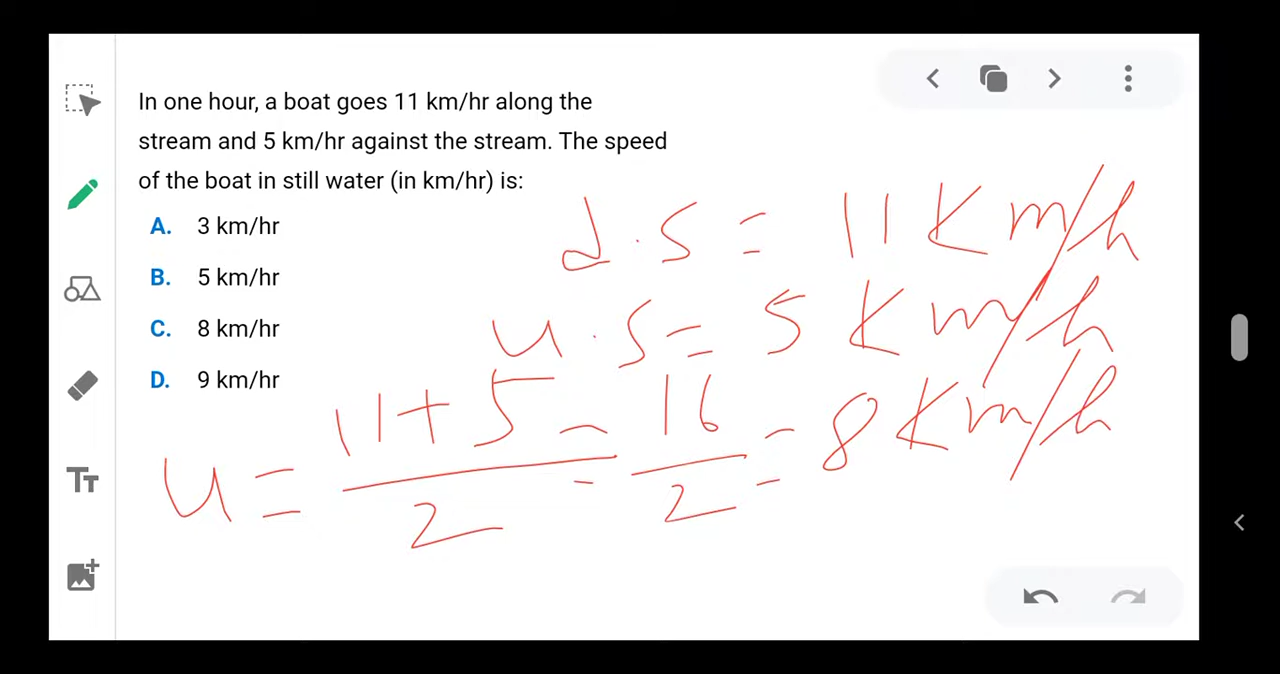 In one hour, a boat goes 11 km/hr along the
stream and 5 km/hr against the stream. The speed
of the boat in still water (in km/hr) is:
A. 3 km/hr
B. 5 km/hr
C. 8 km/hr
D. 9 km/hr
d.s = 11 Km/h
u.s = 5 Km/h
u = 11+5/2 = 16/2 = 8 Km/h
Tt